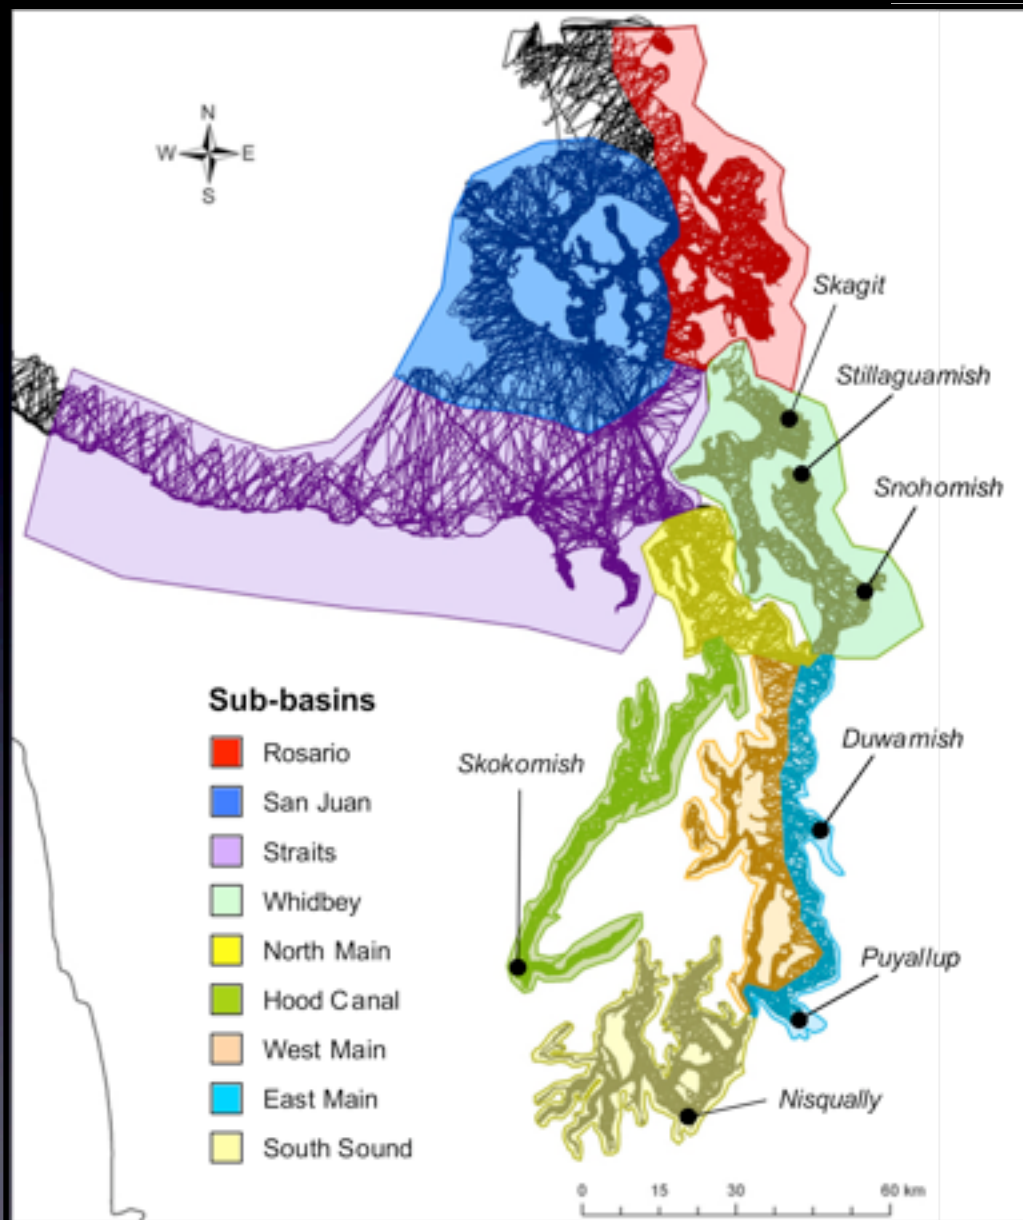 N
W E
S
Skagit
Stillaguamish
Snohomish
Sub-basins
Rosario
San Juan
Straits
Whidbey
North Main
Hood Canal
West Main
East Main
South Sound
Skokomish
Duwamish
Puyallup
Nisqually
0 15 30 60 km